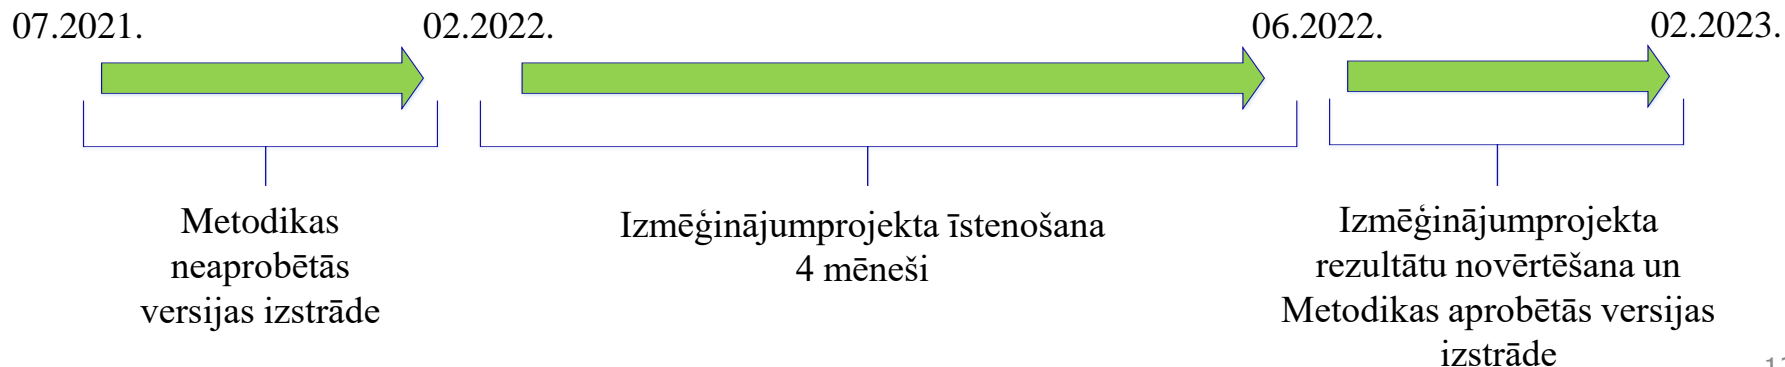 07.2021.
02.2022.
06.2022.
02.2023.
Metodikas
neaprobētās
versijas izstrāde
Izmēģinājumprojekta īstenošana
4 mēneši
Izmēģinājumprojekta
rezultātu novērtēšana un
Metodikas aprobētās versijas
izstrāde